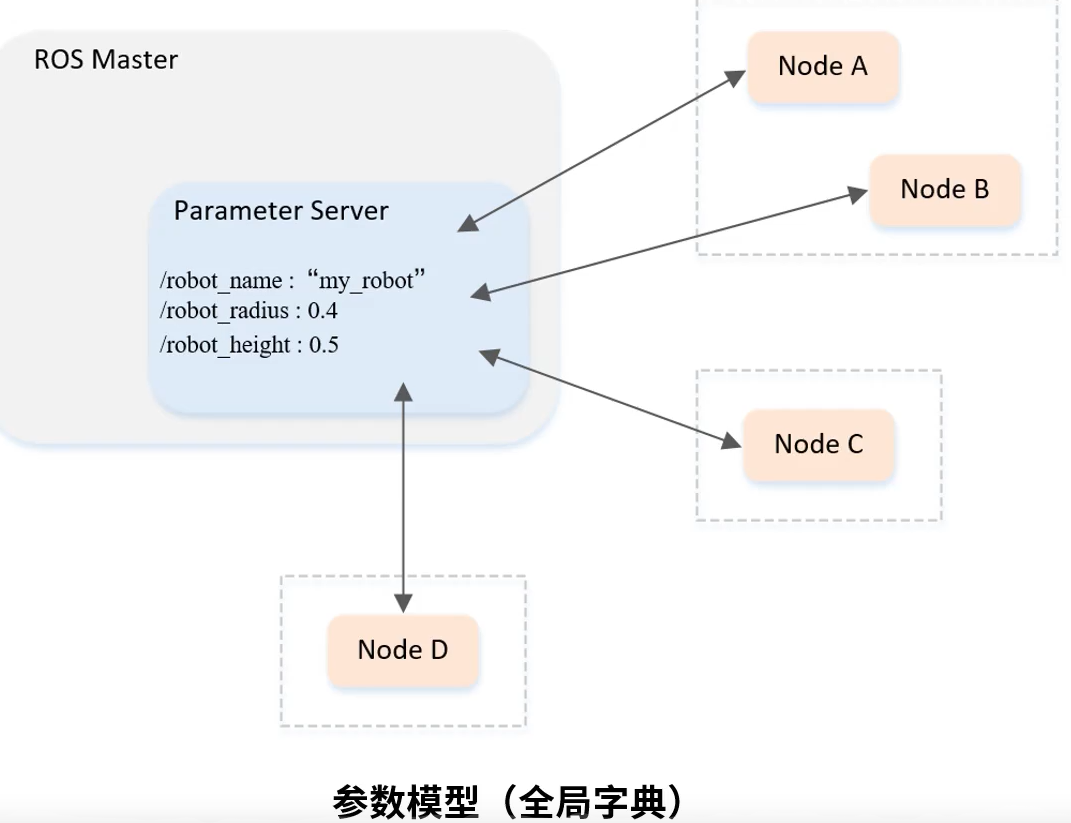 ROS Master
Node A
Node B
Parameter Server
/robot_name : “my_robot”
/robot_radius : 0.4
/robot_height : 0.5
Node C
Node D
参数模型（全局字典）